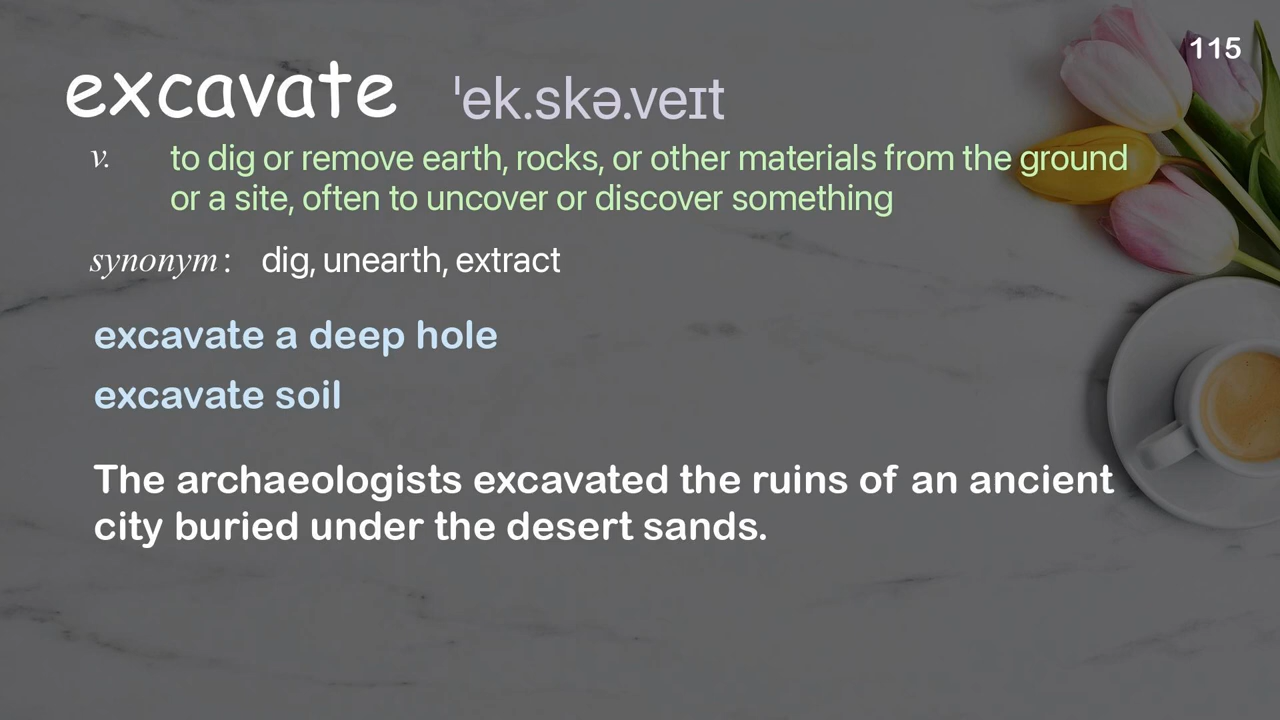 115
excavate ˈek.skə.veɪt
v. to dig or remove earth, rocks, or other materials from the ground
or a site, often to uncover or discover something
synonym : dig, unearth, extract
excavate a deep hole
excavate soil
The archaeologists excavated the ruins of an ancient
city buried under the desert sands.